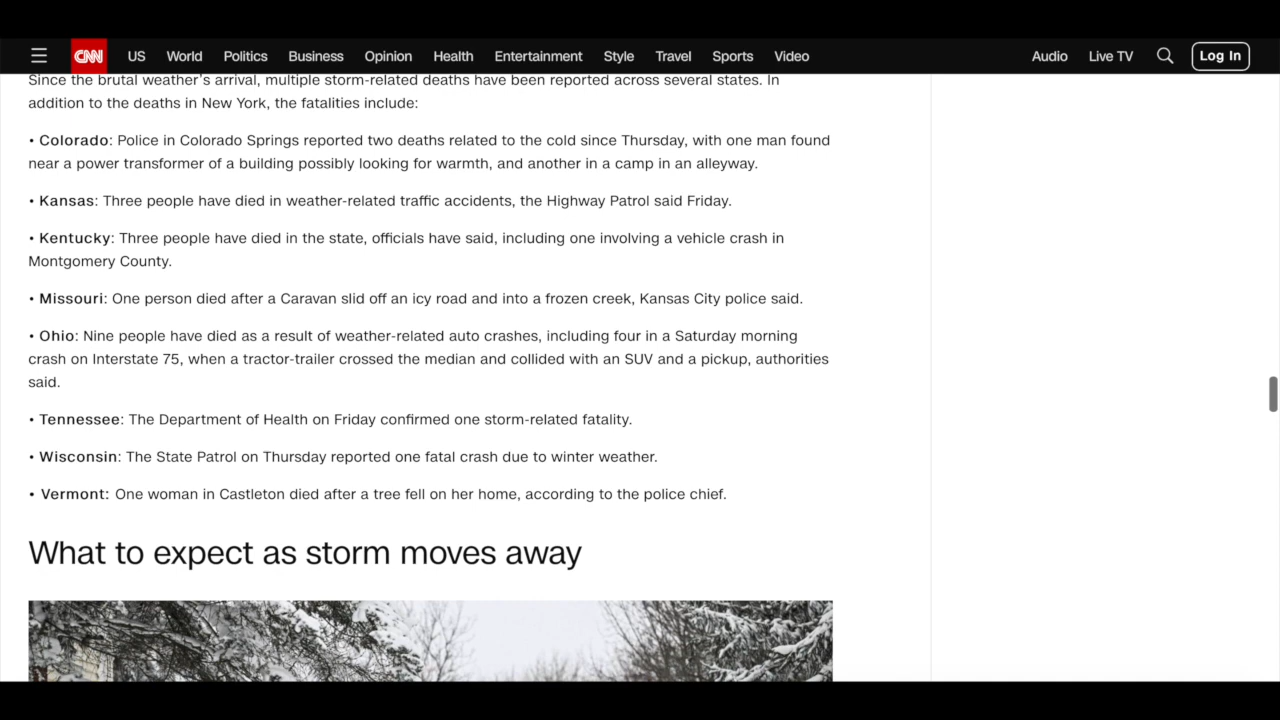 CNN US World Politics Business Opinion Health Entertainment Style Travel Sports Video Audio Live TV Log In
Since the brutal weather's arrival, multiple storm-related deaths have been reported across several states. In
addition to the deaths in New York, the fatalities include:
• Colorado: Police in Colorado Springs reported two deaths related to the cold since Thursday, with one man found
near a power transformer of a building possibly looking for warmth, and another in a camp in an alleyway.
• Kansas: Three people have died in weather-related traffic accidents, the Highway Patrol said Friday.
• Kentucky: Three people have died in the state, officials have said, including one involving a vehicle crash in
Montgomery County.
• Missouri: One person died after a Caravan slid off an icy road and into a frozen creek, Kansas City police said.
• Ohio: Nine people have died as a result of weather-related auto crashes, including four in a Saturday morning
crash on Interstate 75, when a tractor-trailer crossed the median and collided with an SUV and a pickup, authorities
said.
• Tennessee: The Department of Health on Friday confirmed one storm-related fatality.
• Wisconsin: The State Patrol on Thursday reported one fatal crash due to winter weather.
• Vermont: One woman in Castleton died after a tree fell on her home, according to the police chief.
What to expect as storm moves away